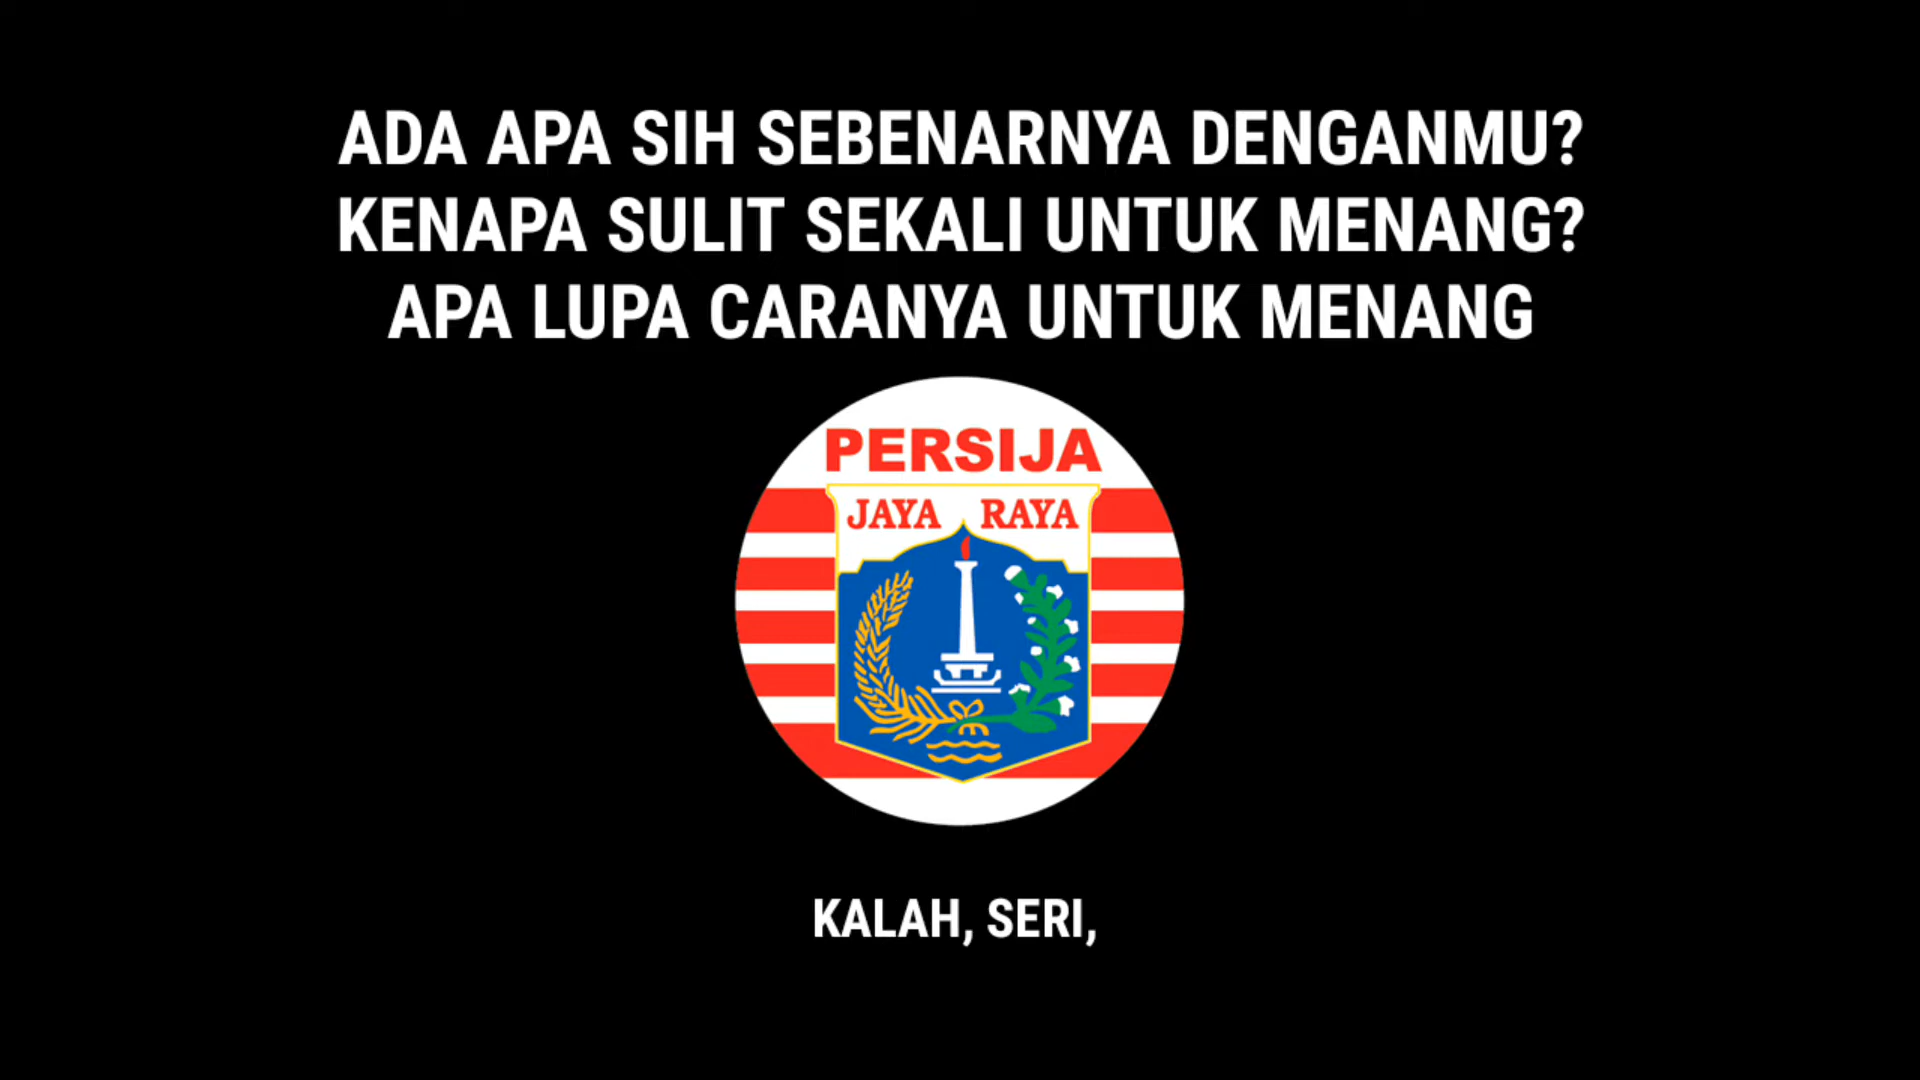 ADA APA SIH SEBENARNYA DENGANMU?
KENAPA SULIT SEKALI UNTUK MENANG?
APA LUPA CARANYA UNTUK MENANG
PERSIJA
JAYA RAYA
KALAH, SERI,